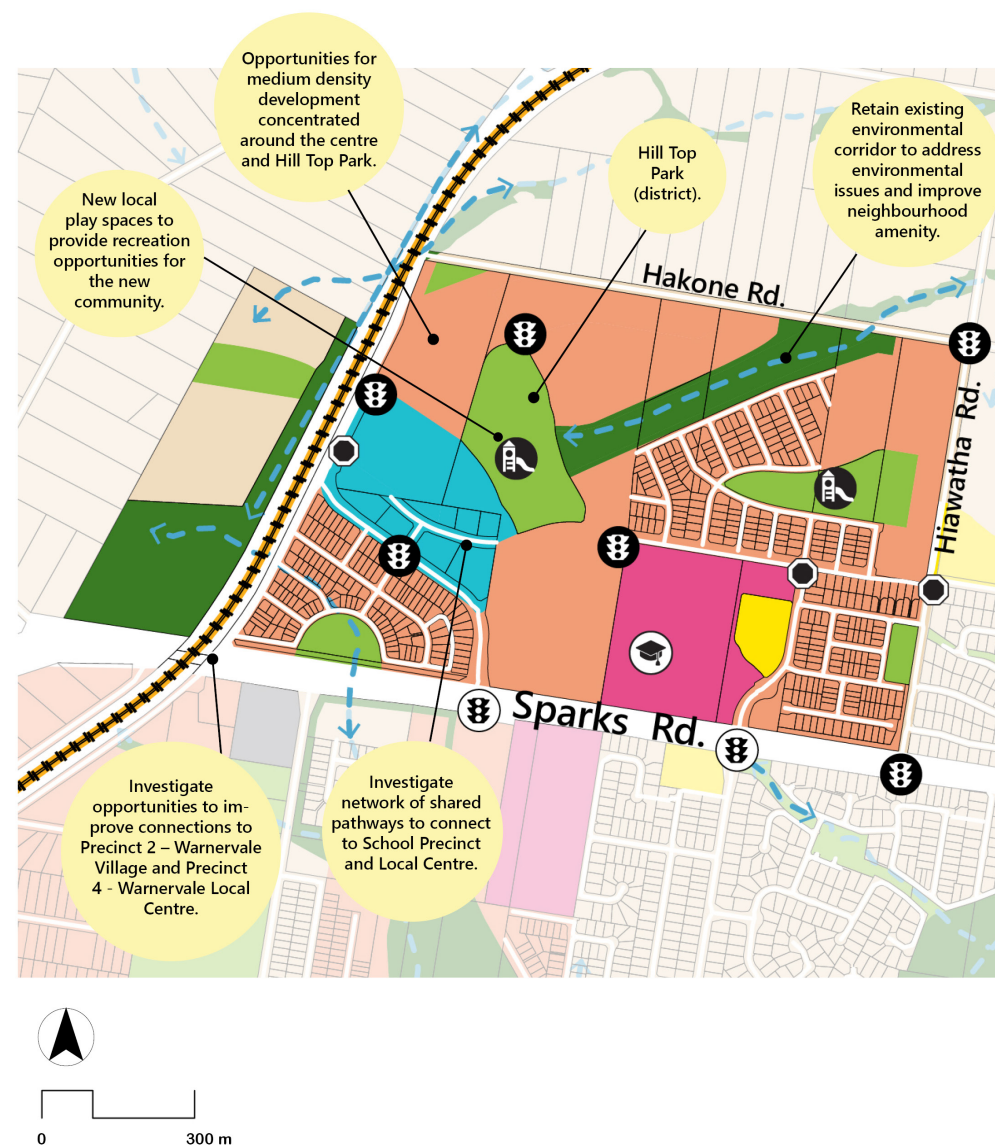 Opportunities for
medium density
development
concentrated
around the centre
and Hill Top Park.
New local
play spaces to
provide recreation
opportunities for
the new
community.
Hill Top
Park
(district).
Retain existing
environmental
corridor to address
environmental
issues and improve
neighbourhood
amenity.
Hakone Rd.
Hiawatha Rd.
Sparks Rd.
Investigate
opportunities to im-
prove connections to
Precinct 2 – Warnervale
Village and Precinct
4 - Warnervale Local
Centre.
Investigate
network of shared
pathways to connect
to School Precinct
and Local Centre.
0
300 m